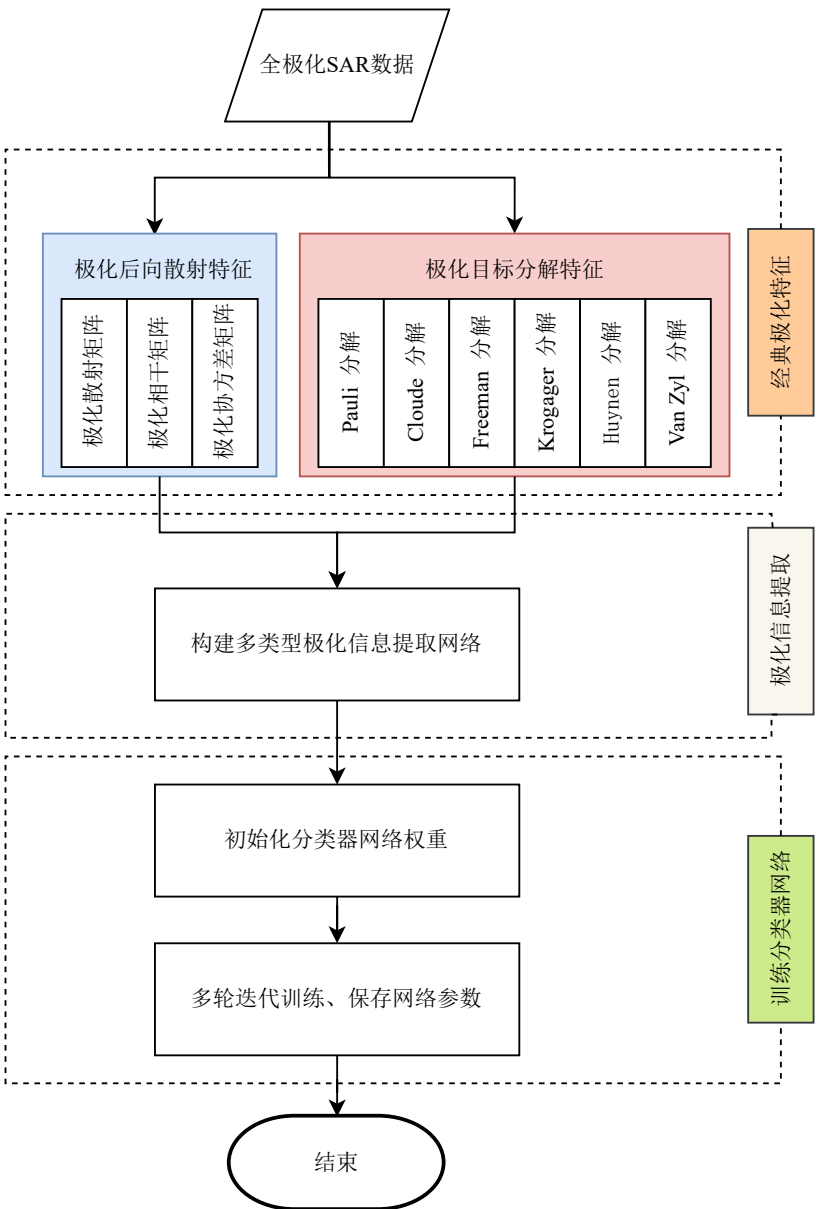 全极化SAR数据
极化后向散射特征
极化散射矩阵
极化相干矩阵
极化协方差矩阵
极化目标分解特征
Pauli 分解
Cloude 分解
Freeman 分解
Krogager 分解
Huynen 分解
Van Zyl 分解
经典极化特征
构建多类型极化信息提取网络
极化信息提取
初始化分类器网络权重
多轮迭代训练、保存网络参数
训练分类器网络
结束